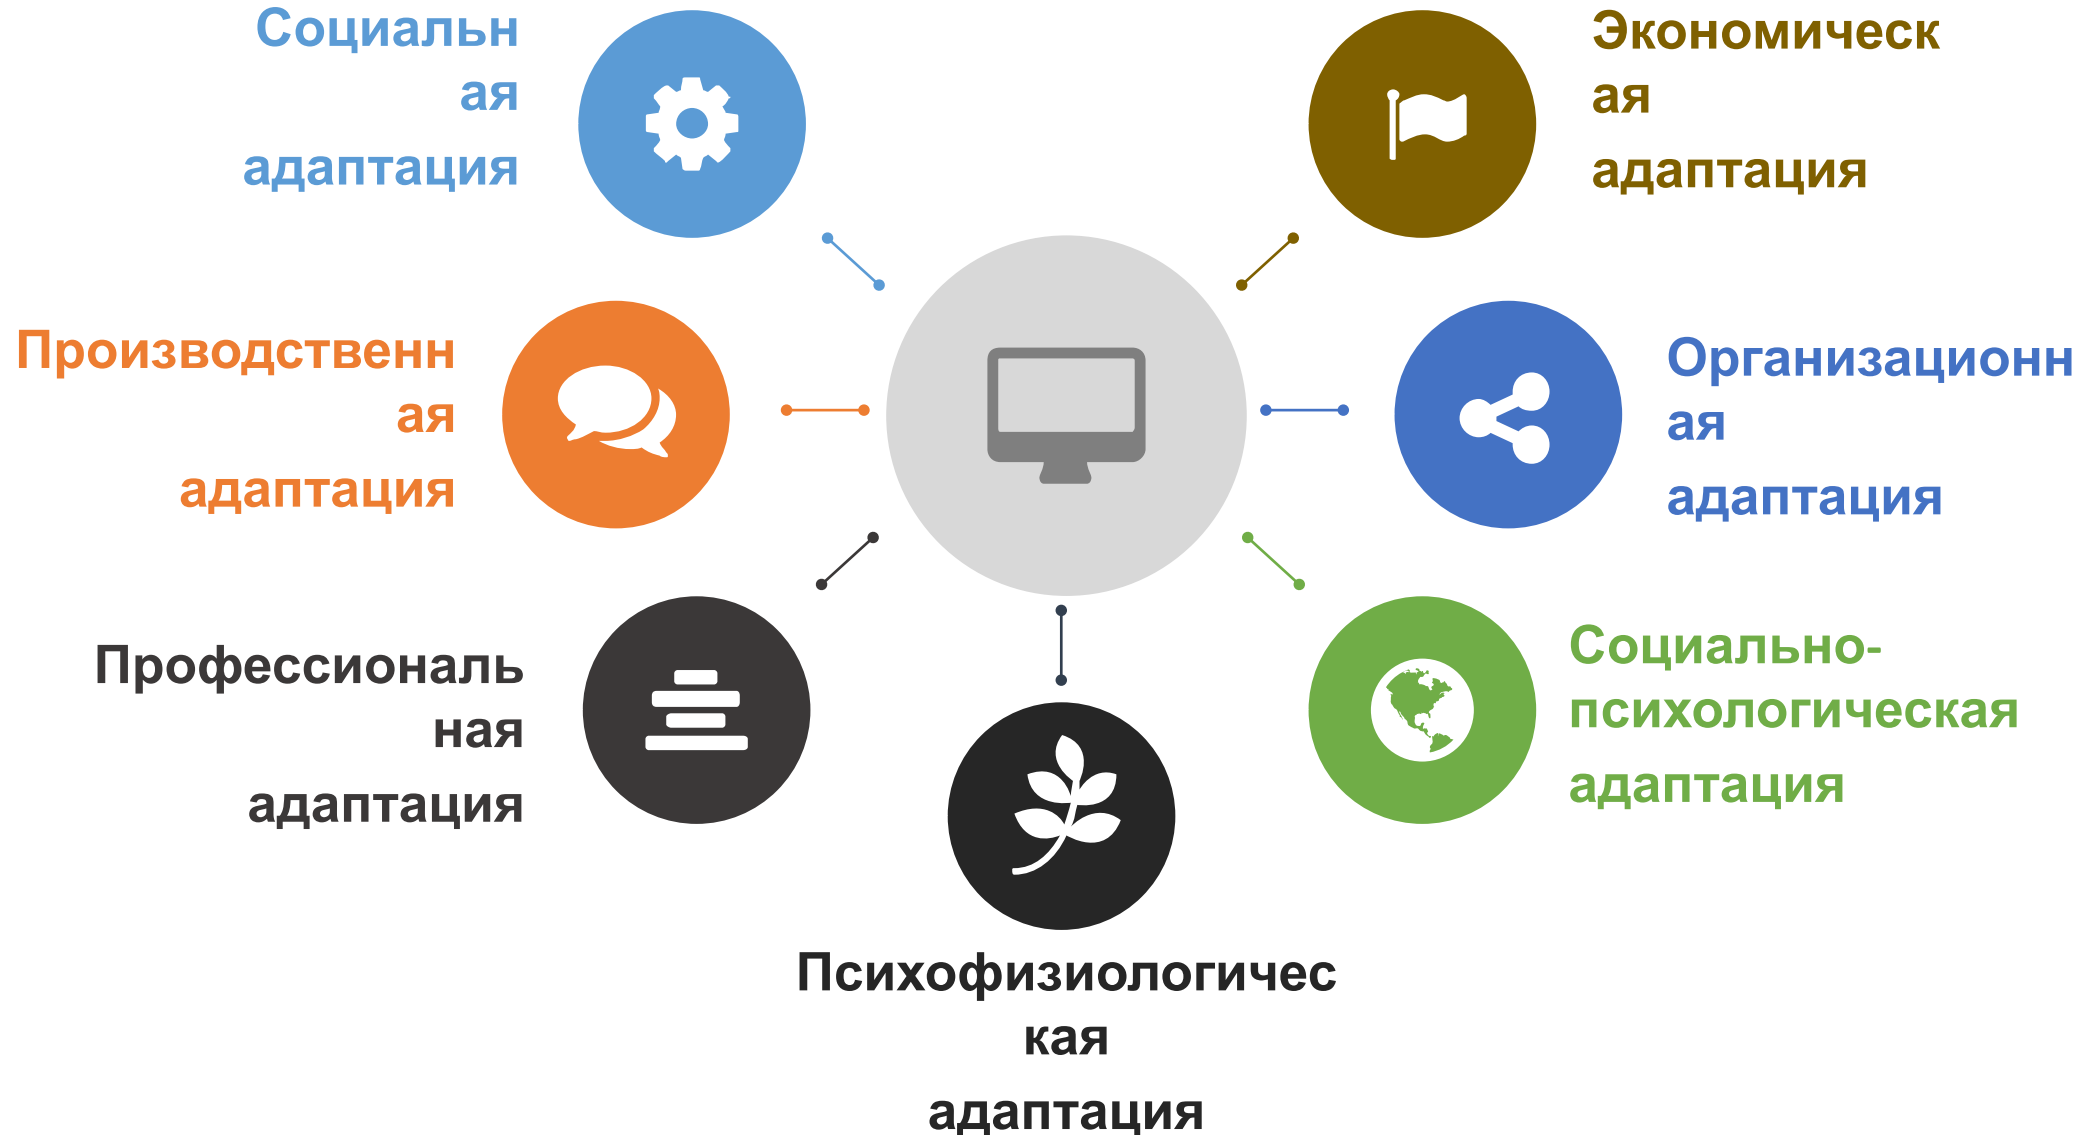 Социальн
ая
адаптация
Экономическ
ая
адаптация
Производственн
ая
адаптация
Организационн
ая
адаптация
Профессиональ
ная
адаптация
Социально-
психологическая
адаптация
Психофизиологичес
кая
адаптация